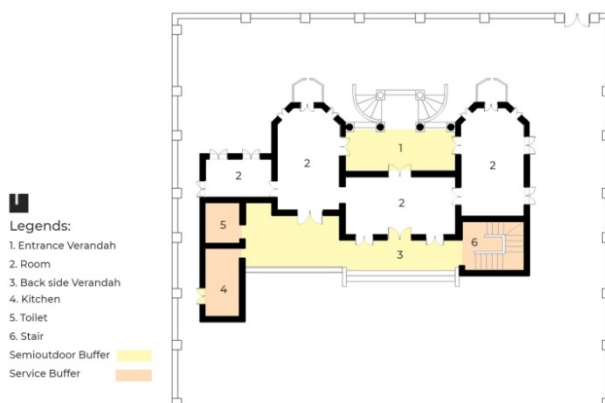 1
2
2
2
2
5
3
6
4
Legends:
1. Entrance Verandah
2. Room
3. Back side Verandah
4. Kitchen
5. Toilet
6. Stair
Semioutdoor Buffer
Service Buffer